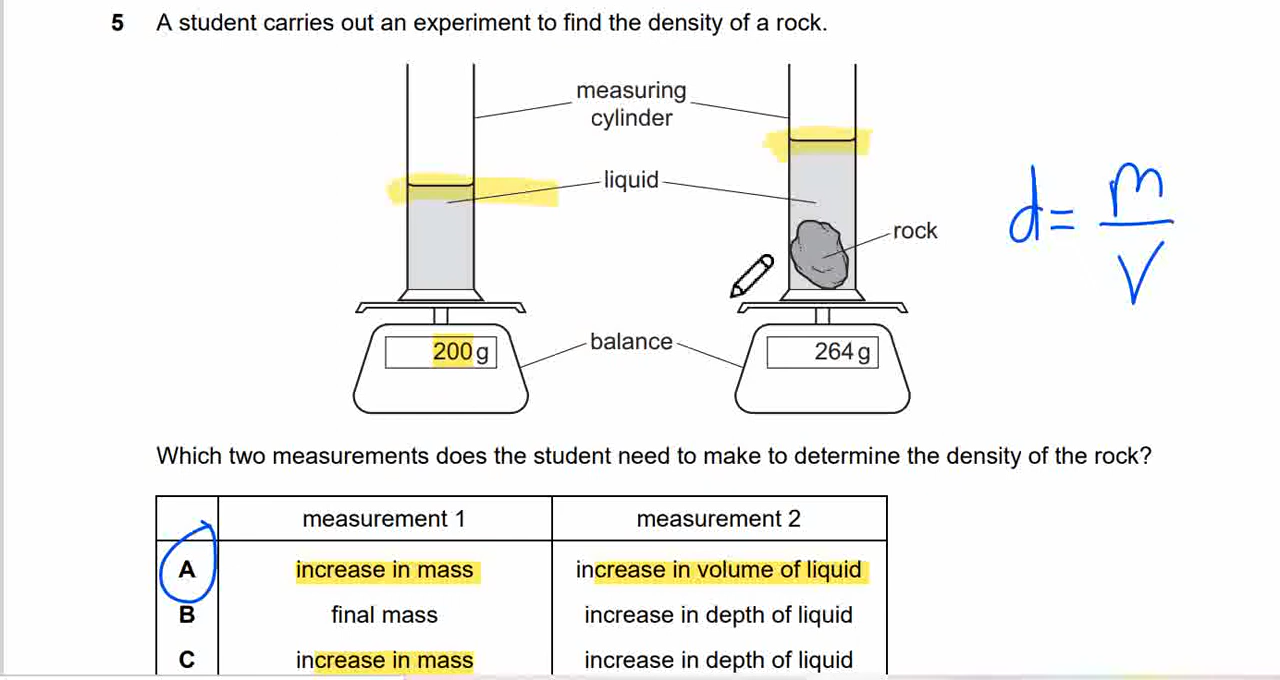 5 A student carries out an experiment to find the density of a rock.
measuring
cylinder
liquid
rock
d = m
V
balance
200 g
264 g
Which two measurements does the student need to make to determine the density of the rock?
measurement 1 measurement 2
A increase in mass increase in volume of liquid
B final mass increase in depth of liquid
C increase in mass increase in depth of liquid